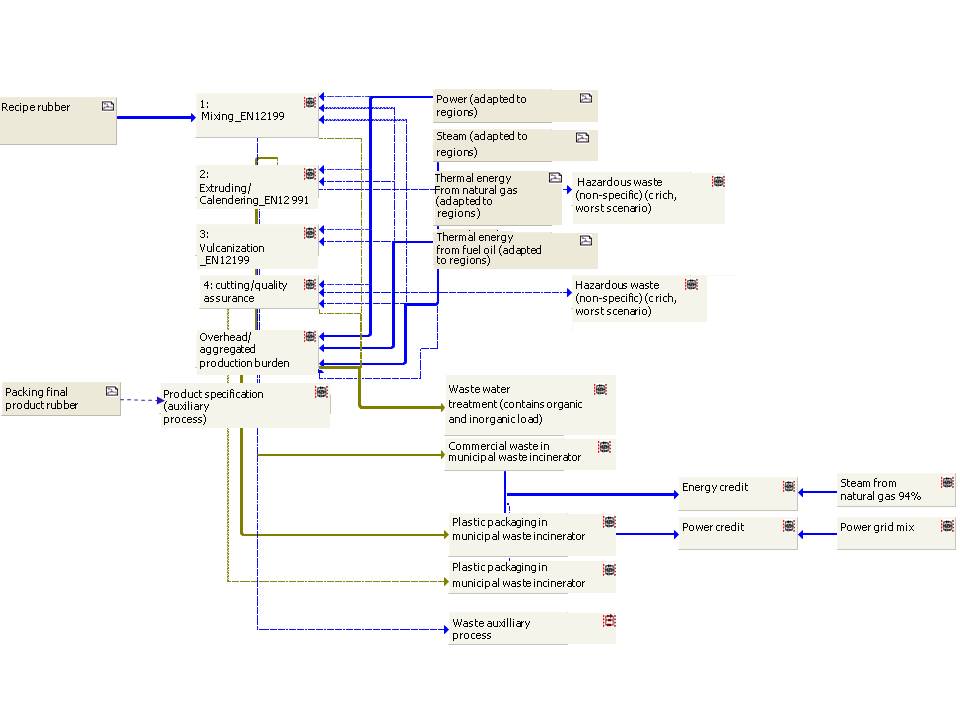 Recipe rubber
1:
Mixing_EN12199
2:
Extruding/
Calendering_EN12991
3:
Vulcanization
_EN12199
4: cutting/quality
assurance
Overhead/
aggregated
production burden
Packing final
product rubber
Product specification
(auxiliary
process)
Power (adapted to
regions)
Steam (adapted to
regions)
Thermal energy
From natural gas
(adapted to
regions)
Thermal energy
from fuel oil (adapted
to regions)
Hazardous waste
(non-specific) (c rich,
worst scenario)
Hazardous waste
(non-specific) (c rich,
worst scenario)
Waste water
treatment (contains organic
and inorganic load)
Commercial waste in
municipal waste incinerator
Plastic packaging in
municipal waste incinerator
Plastic packaging in
municipal waste incinerator
Waste auxilliary
process
Energy credit
Steam from
natural gas 94%
Power credit
Power grid mix